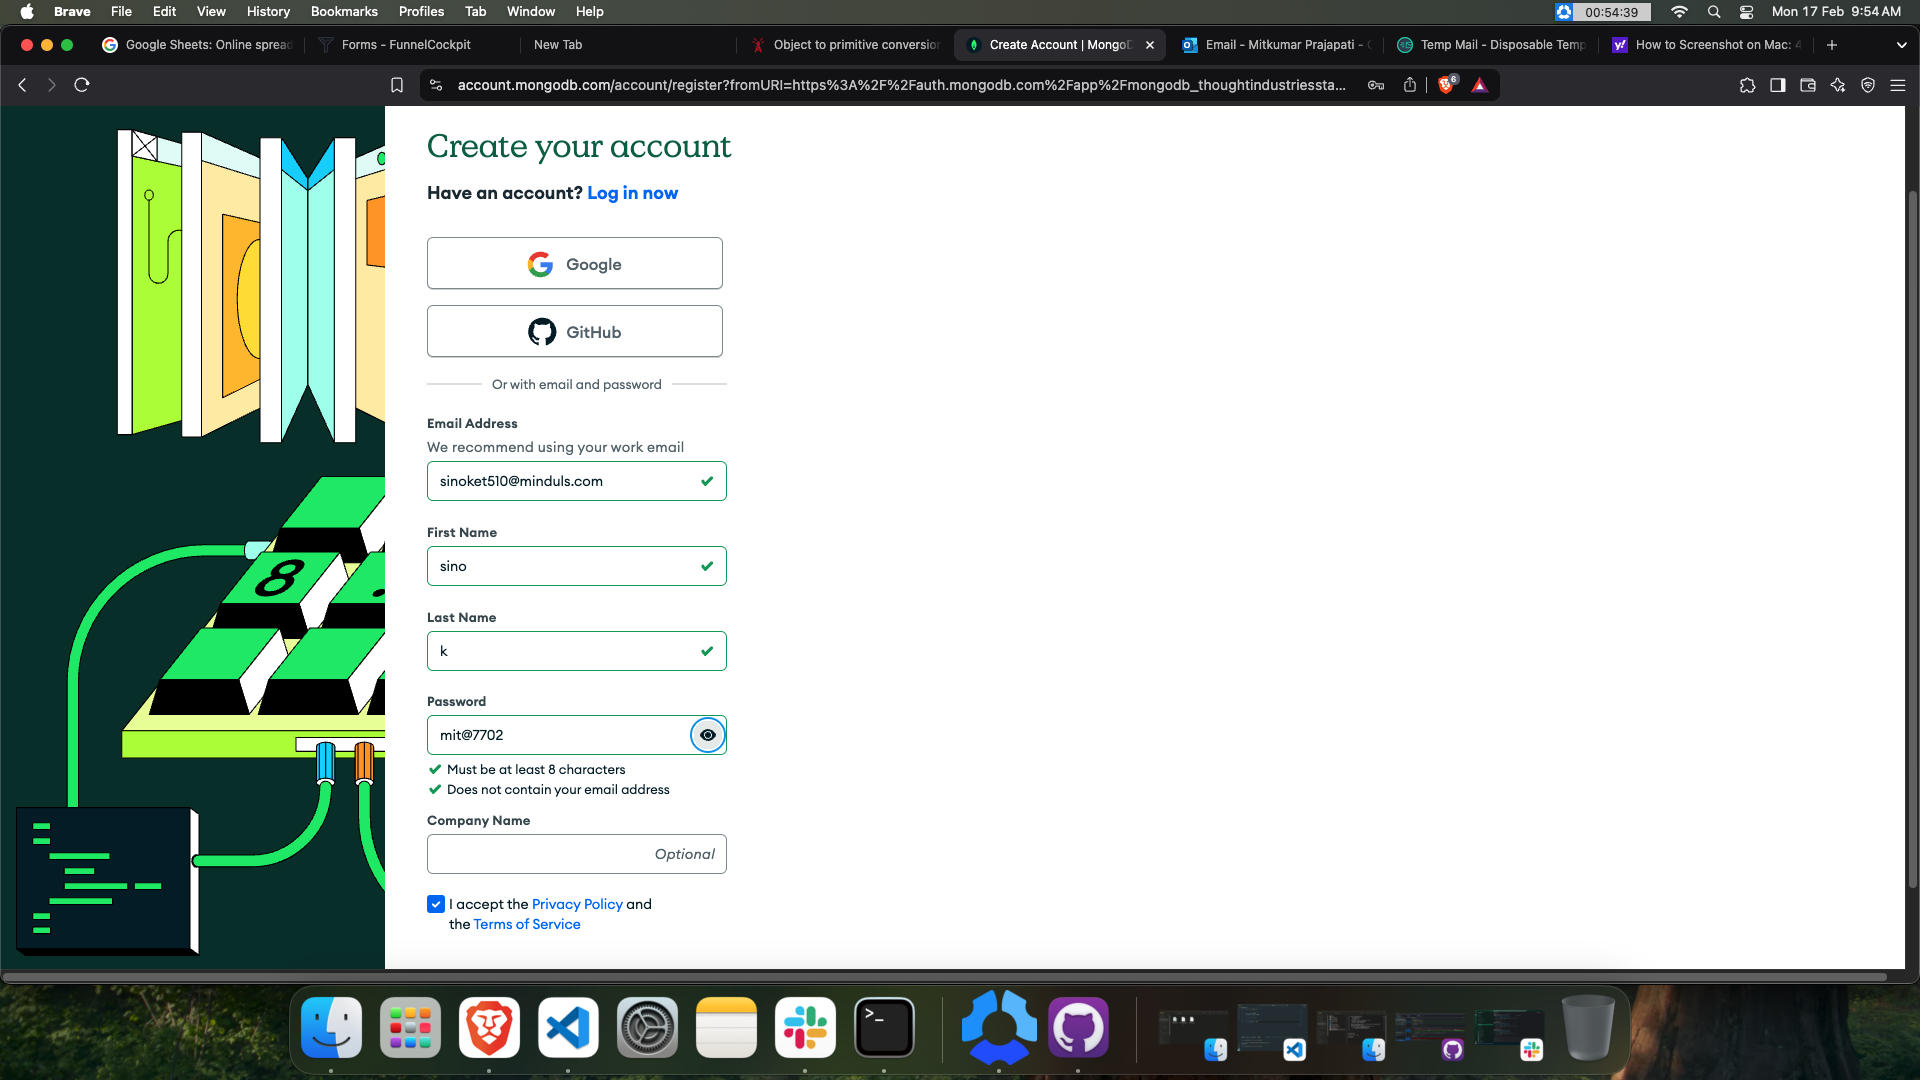 Brave File Edit View History Bookmarks Profiles Tab Window Help 00:54:39 Mon 17 Feb 9:54 AM
Google Sheets: Online spread Forms - FunnelCockpit New Tab Object to primitive conversion Create Account | MongoD Email - Mitkumar Prajapati - Temp Mail - Disposable Temp y! How to Screenshot on Mac: 4
account.mongodb.com/account/register?fromURI=https%3A%2F%2Fauth.mongodb.com%2Fapp%2Fmongodb_thoughtindustriessta... 6
Create your account
Have an account? Log in now
Google
GitHub
Or with email and password
Email Address
We recommend using your work email
sinoket510@minduls.com
First Name
sino
8
Last Name
k
Password
mit@7702
Must be at least 8 characters
Does not contain your email address
Company Name
Optional
I accept the Privacy Policy and
the Terms of Service